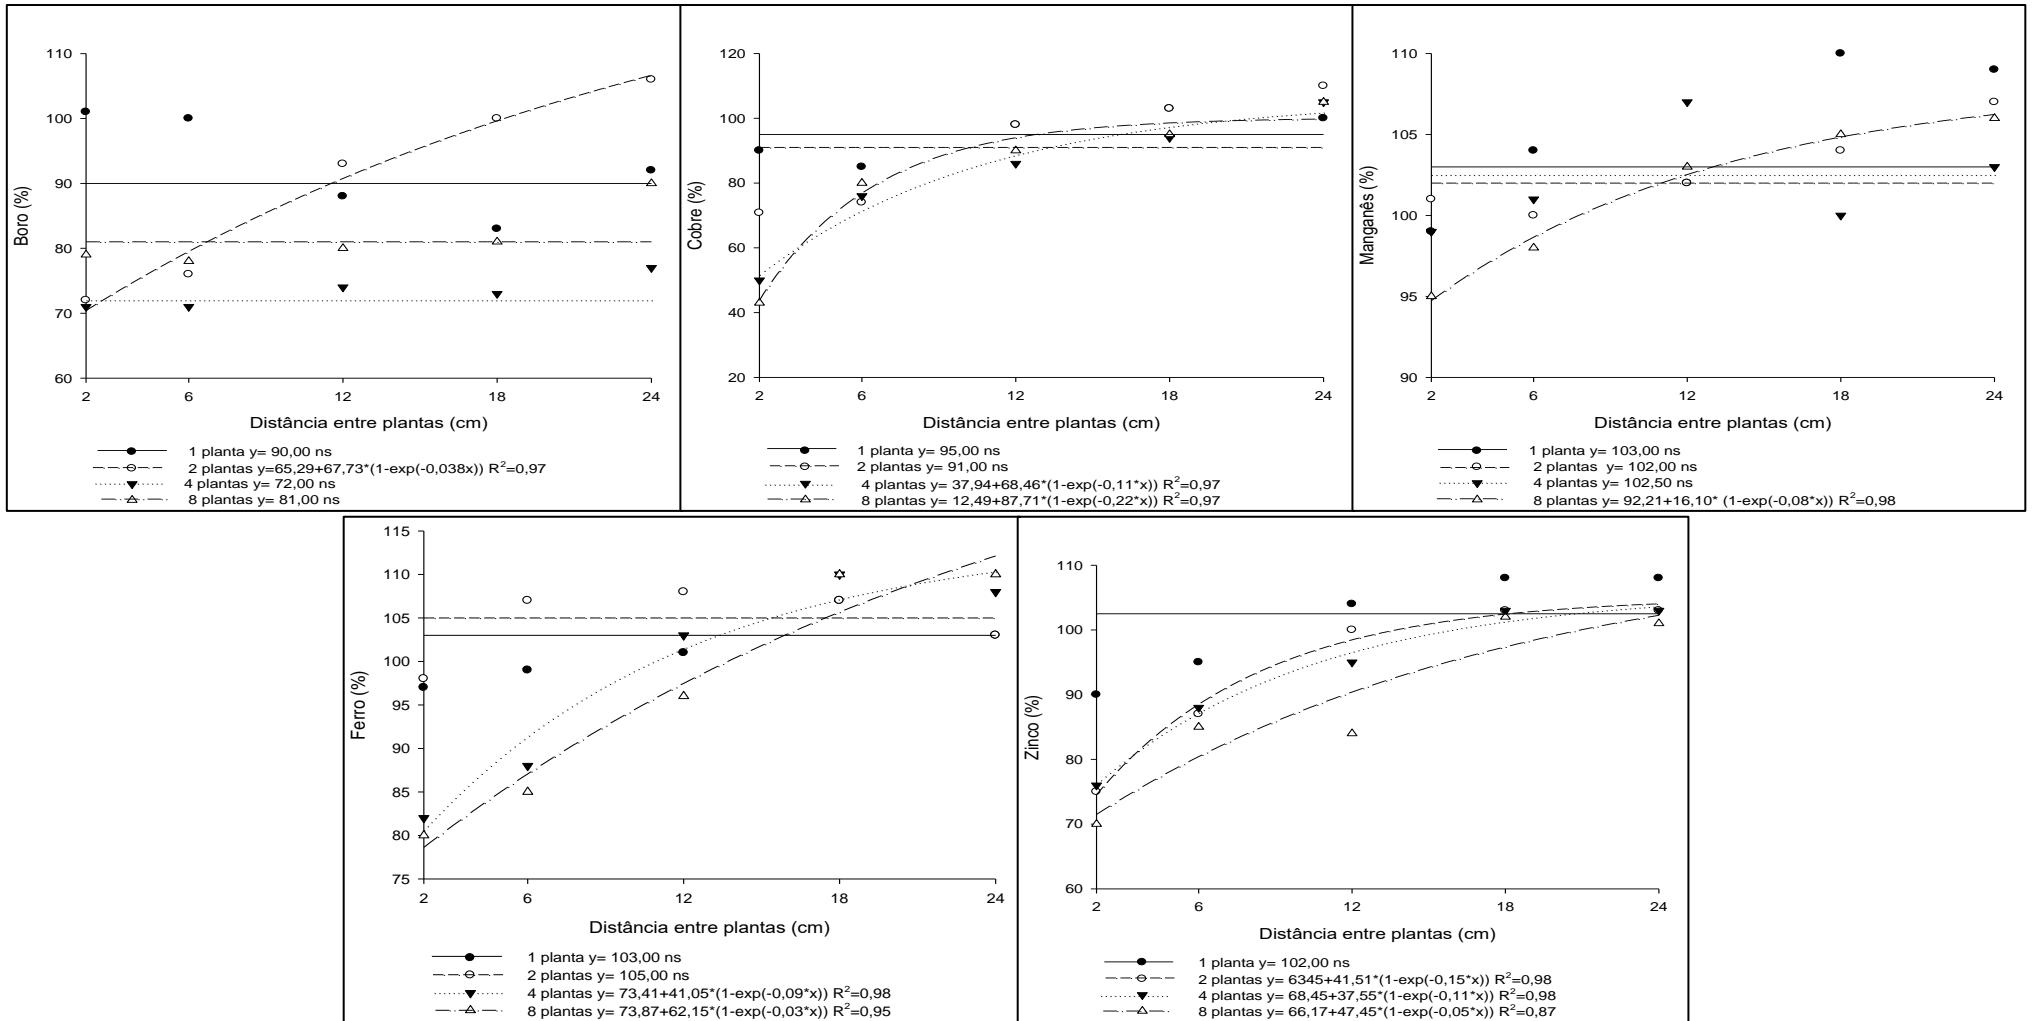 110
100
90
80
70
60
Boro (%)
2 6 12 18 24
Distância entre plantas (cm)
1 planta y= 90,00 ns
2 plantas y=65,29+67,73*(1-exp(-0,038x)) R²=0,97
4 plantas y= 72,00 ns
8 plantas y= 81,00 ns
120
100
80
60
40
20
Cobre (%)
2 6 12 18 24
Distância entre plantas (cm)
1 planta y= 95,00 ns
2 plantas y= 91,00 ns
4 plantas y= 37,94+68,46*(1-exp(-0,11*x)) R²=0,97
8 plantas y= 12,49+87,71*(1-exp(-0,22*x)) R²=0,97
110
105
100
95
90
Manganês (%)
2 6 12 18 24
Distância entre plantas (cm)
1 planta y= 103,00 ns
2 plantas y= 102,00 ns
4 plantas y= 102,50 ns
8 plantas y= 92,21+16,10* (1-exp(-0,08*x)) R²=0,98
115
110
105
100
95
90
85
80
75
Ferro (%)
2 6 12 18 24
Distância entre plantas (cm)
1 planta y= 103,00 ns
2 plantas y= 105,00 ns
4 plantas y= 73,41+41,05*(1-exp(-0,09*x)) R²=0,98
8 plantas y= 73,87+62,15*(1-exp(-0,03*x)) R²=0,95
110
100
90
80
70
60
Zinco (%)
2 6 12 18 24
Distância entre plantas (cm)
1 planta y= 102,00 ns
2 plantas y= 6345+41,51*(1-exp(-0,15*x)) R²=0,98
4 plantas y= 68,45+37,55*(1-exp(-0,11*x)) R²=0,98
8 plantas y= 66,17+47,45*(1-exp(-0,05*x)) R²=0,87